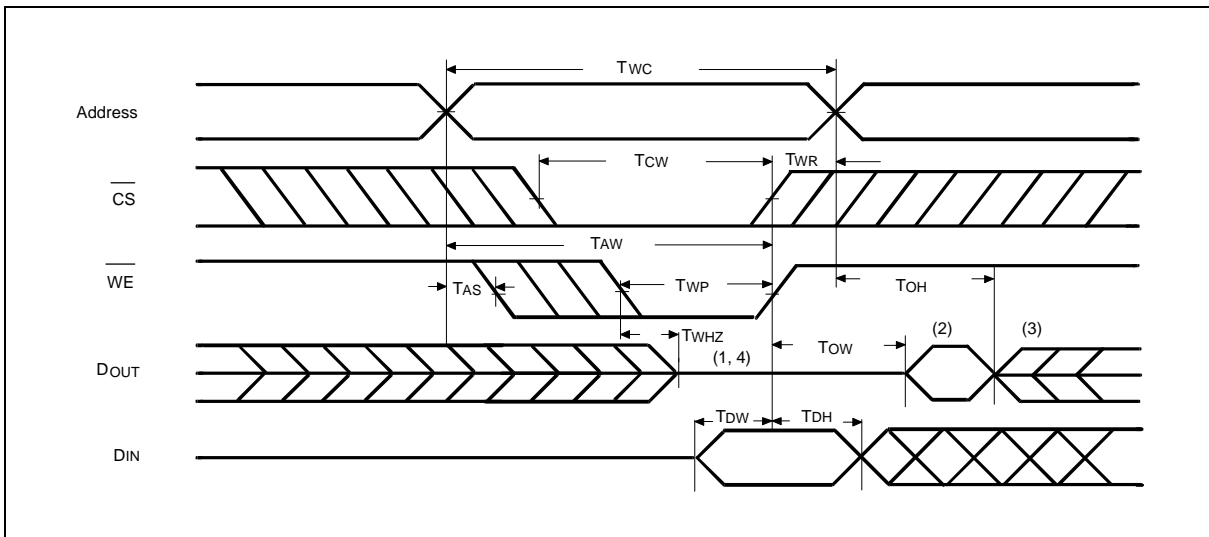 TWC
Address
TCW
TWR
CS
TAW
WE
TAS
TWP
TOH
TWHZ
(1, 4)
TOW
(2)
(3)
DOUT
TDW
TDH
DIN